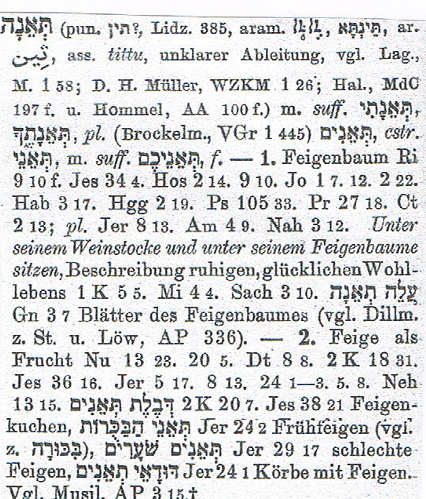 תְּאֵנָה (pun. תין?, Lidz. 385, aram. תֵּינְתָּא, ar.
تين, ass. tittu, unklarer Ableitung, vgl. Lag.,
M. 1 58; D. H. Müller, WZKM 1 26; Hal., MdC
197 f. u. Hommel, AA 100 f.) m. suff. תְּאֵנָתִי,
תְּאֵנָתֶךָ, pl. (Brockelm., VGr 1 445) תְּאֵנִים, cstr.
תְּאֵנֵי, m. suff. תְּאֵנֵיכֶם, f. — 1. Feigenbaum Ri
9 10 f. Jes 34 4. Hos 2 14. 9 10. Jo 1 7. 12. 2 22.
Hab 3 17. Hgg 2 19. Ps 105 33. Pr 27 18. Ct
2 13; pl. Jer 8 13. Am 4 9. Nah 3 12. Unter
seinem Weinstocke und unter seinem Feigenbaume
sitzen, Beschreibung ruhigen, glücklichen Wohl-
lebens 1 K 5 5. Mi 4 4. Sach 3 10. עֲלֵה תְאֵנָה
Gn 3 7 Blätter des Feigenbaumes (vgl. Dillm.
z. St. u. Löw, AP 336). — 2. Feige als
Frucht Nu 13 23. 20 5. Dt 8 8. 2 K 18 31.
Jes 36 16. Jer 5 17. 8 13. 24 1—3. 5. 8. Neh
13 15. דְּבֶלֶת תְּאֵנִים 2 K 20 7. Jes 38 21 Feigen-
kuchen, תְּאֵנֵי הַבַּכֻּרוֹת Jer 24 2 Frühfeigen (vgl.
z. בִּכּוּרָה), תְּאֵנִים שֹׁעָרִים Jer 29 17 schlechte
Feigen, דּוּדָאֵי תְאֵנִים Jer 24 1 Körbe mit Feigen.
Vgl. Musil, AP 3 15.†